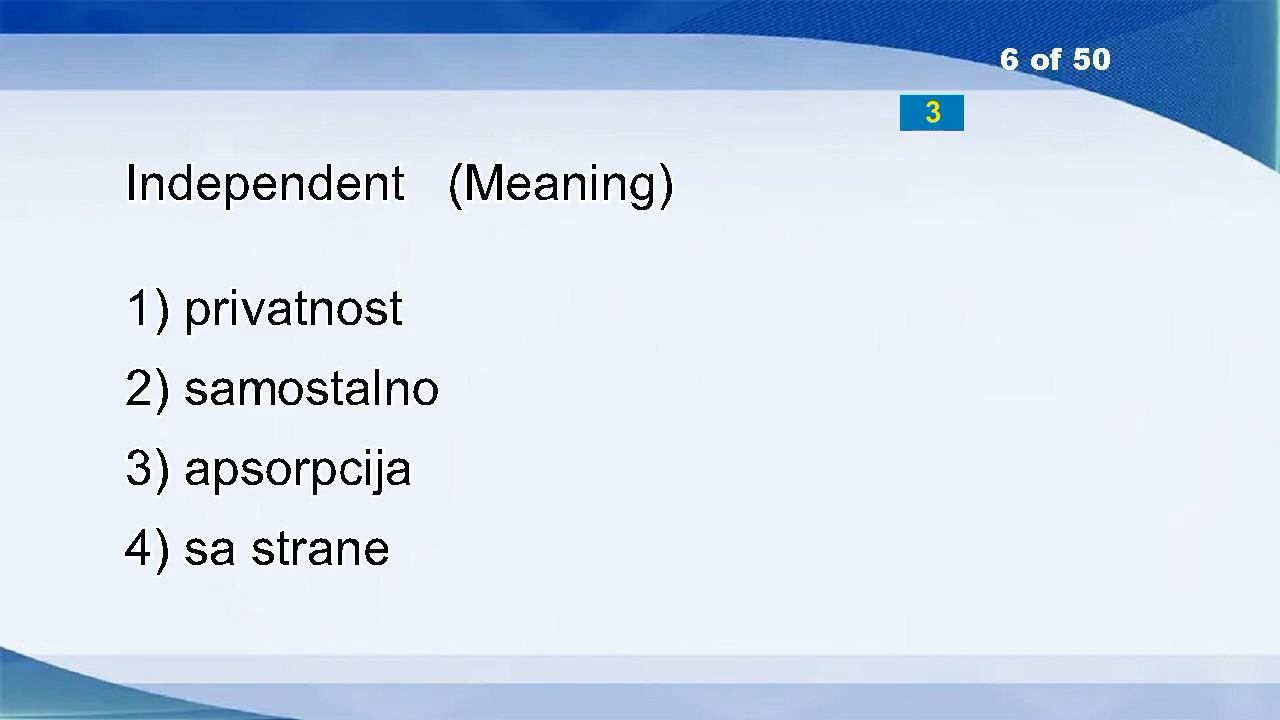 6 of 50
3
Independent (Meaning)
1) privatnost
2) samostalno
3) apsorpcija
4) sa strane